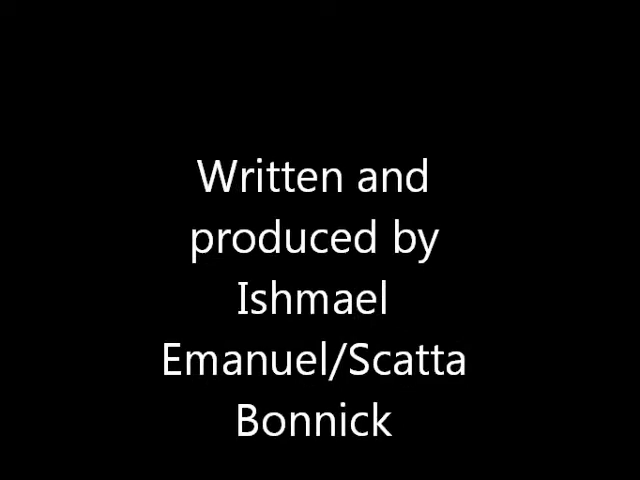 Written and
produced by
Ishmael
Emanuel/Scatta
Bonnick